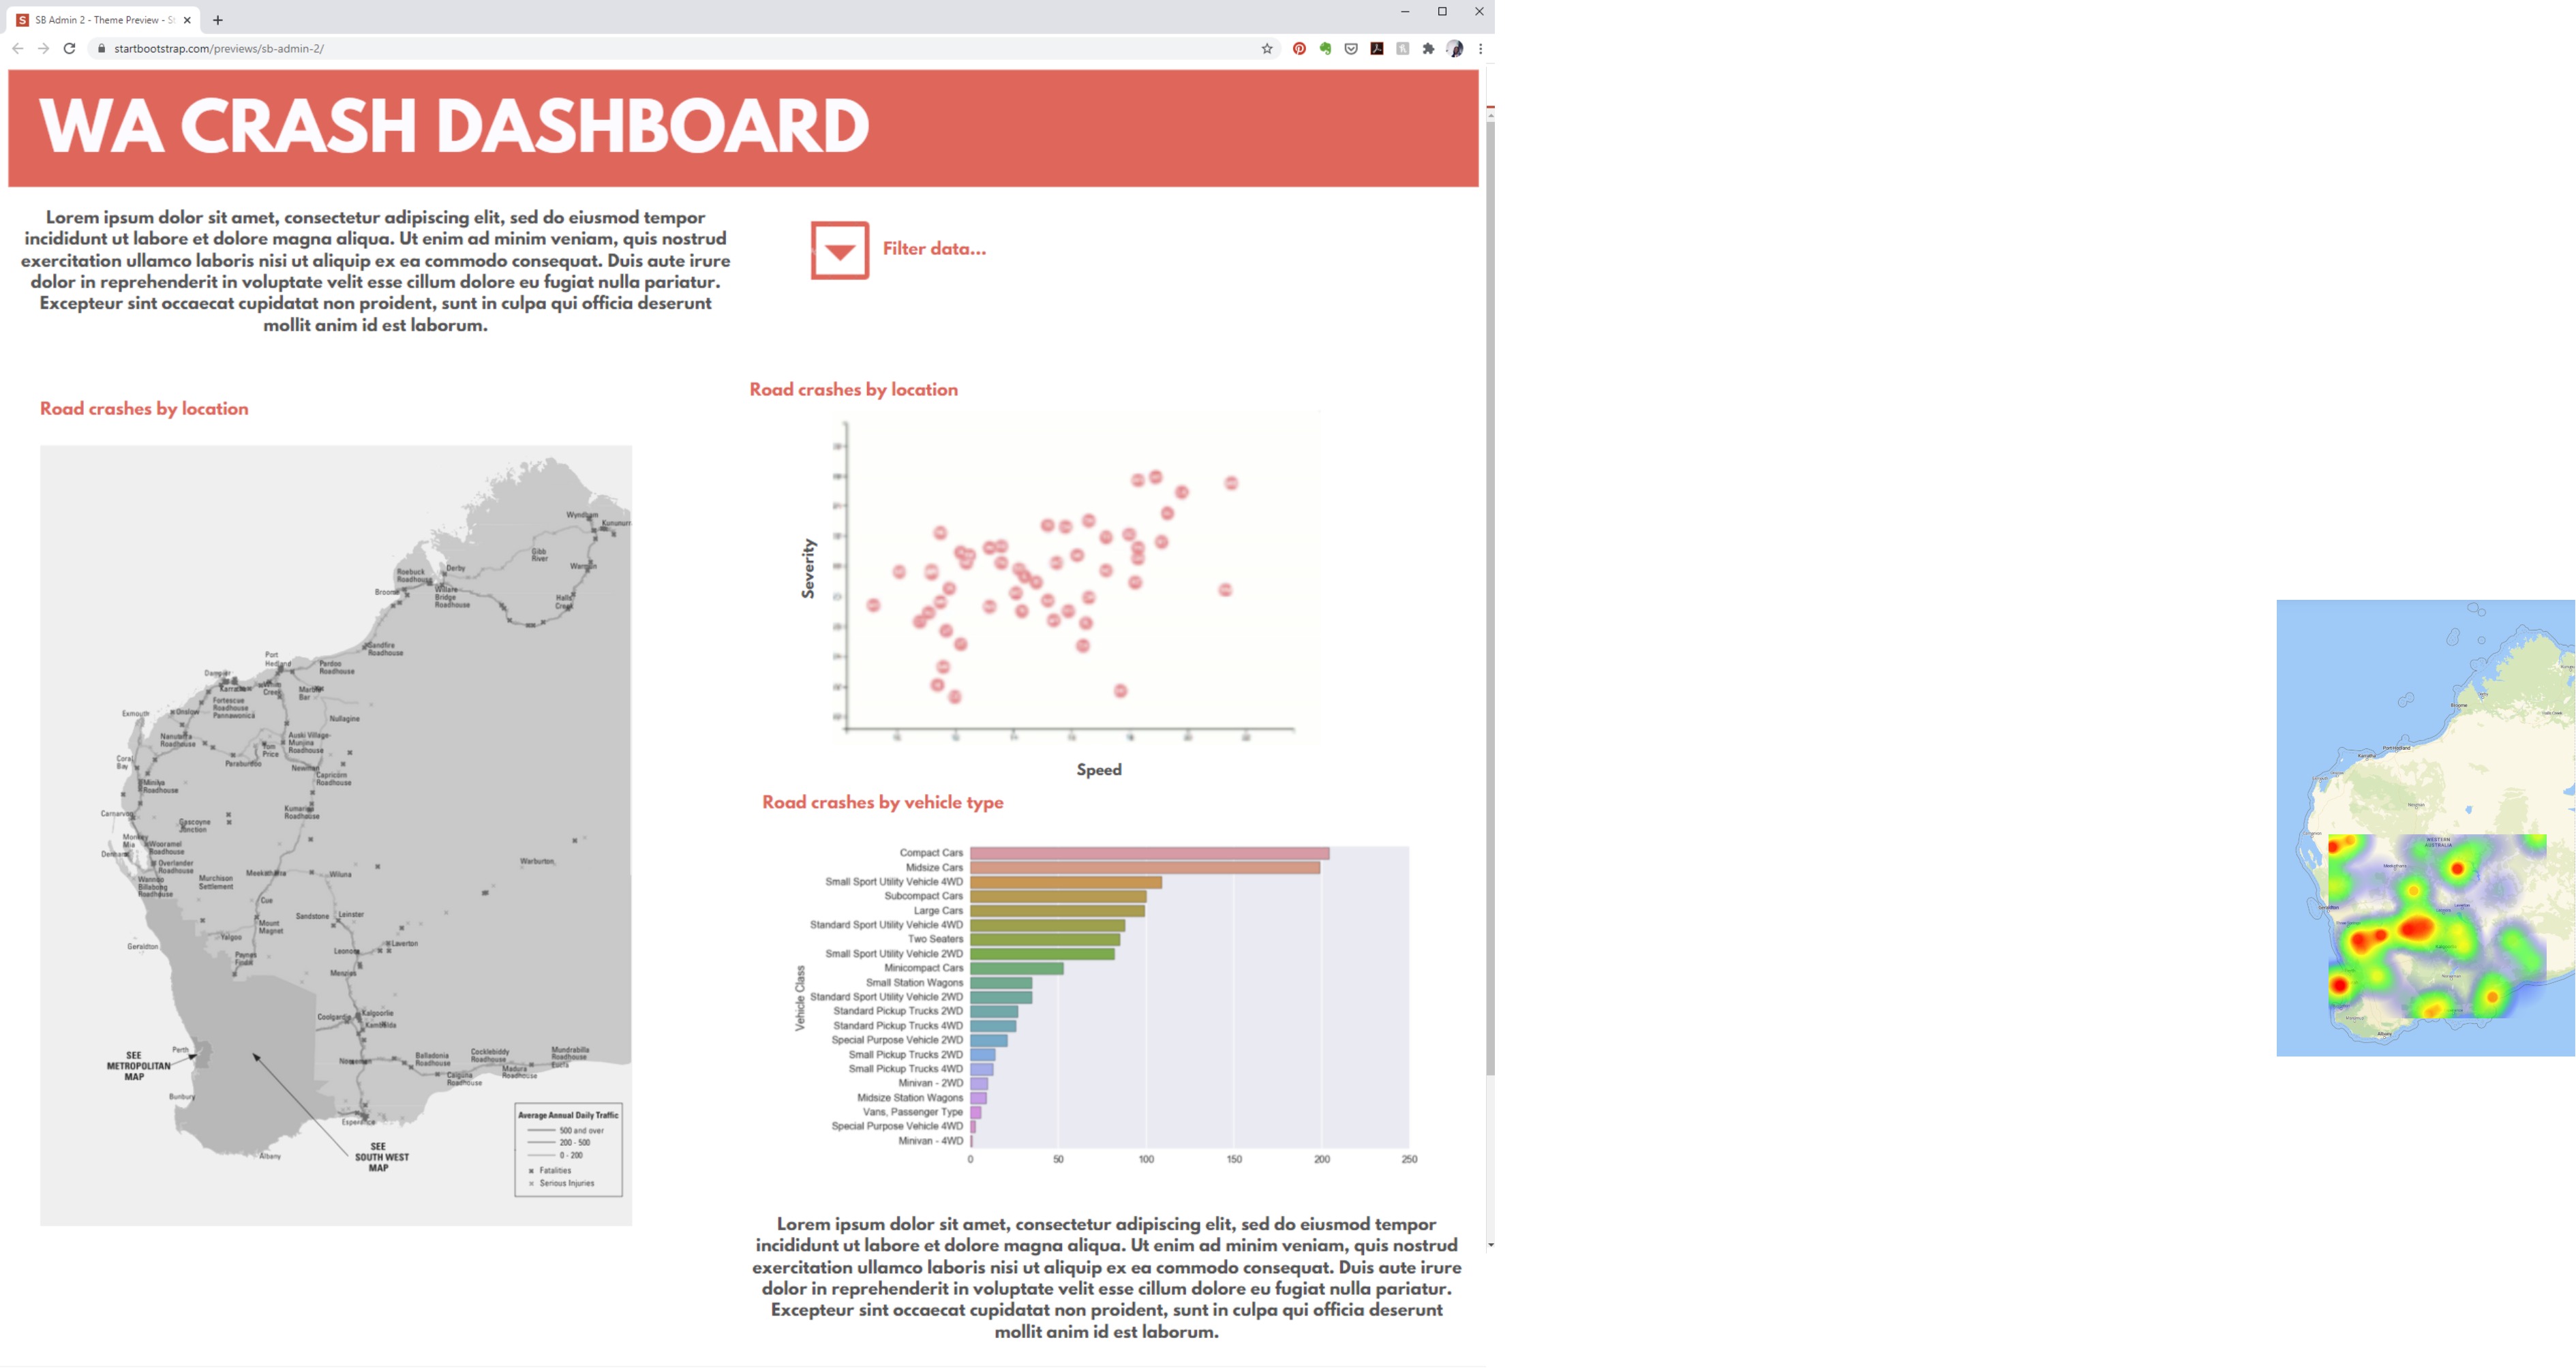 SB Admin 2 - Theme Preview - St
startbootstrap.com/previews/sb-admin-2/
WA CRASH DASHBOARD
Lorem ipsum dolor sit amet, consectetur adipiscing elit, sed do eiusmod tempor
incididunt ut labore et dolore magna aliqua. Ut enim ad minim veniam, quis nostrud
exercitation ullamco laboris nisi ut aliquip ex ea commodo consequat. Duis aute irure
dolor in reprehenderit in voluptate velit esse cillum dolore eu fugiat nulla pariatur.
Excepteur sint occaecat cupidatat non proident, sunt in culpa qui officia deserunt
mollit anim id est laborum.
Filter data...
Road crashes by location
Wyndham
Gibb
River
Derby
Roebuck
Roadhouse
Broome
Willare
Bridge
Roadhouse
Halls
Creek
Sandfire
Roadhouse
Port
Hedland
Pardoo
Roadhouse
Whim
Creek
Marble
Bar
Fortescue
Roadhouse
Pannawonica
Exmouth
Onslow
Nullagine
Nanutarra
Roadhouse
Auski Village-
Munjina
Roadhouse
Tom
Price
Coral
Bay
Paraburdoo
Newman
Capricorn
Roadhouse
Minilya
Roadhouse
Carnarvon
Kumarina
Roadhouse
Gascoyne
Junction
Monkey
Mia
Denham
Wooramel
Roadhouse
Overlander
Roadhouse
Warburton,
Wannoo
Billabong
Roadhouse
Murchison
Settlement
Meekatharra
Wiluna
Cue
Mount
Magnet
Sandstone
Leinster
Yalgoo
Geraldton
Leonora
Laverton
Paynes
Find
Menzies
Coolgardie
Kalgoorlie
Kambalda
Perth
SEE
METROPOLITAN
MAP
Norseman
Balladonia
Roadhouse
Cocklebiddy
Roadhouse
Mundrabilla
Roadhouse
Eucla
Madura
Roadhouse
Caiguna
Roadhouse
Bunbury
Esperance
SEE
SOUTH WEST
MAP
Albany
Average Annual Daily Traffic
500 and over
200 - 500
0 - 200
Fatalities
Serious Injuries
Road crashes by location
Severity
Speed
Road crashes by vehicle type
Vehicle Class
Compact Cars
Midsize Cars
Small Sport Utility Vehicle 4WD
Subcompact Cars
Large Cars
Standard Sport Utility Vehicle 4WD
Two Seaters
Small Sport Utility Vehicle 2WD
Minicompact Cars
Small Station Wagons
Standard Sport Utility Vehicle 2WD
Standard Pickup Trucks 2WD
Standard Pickup Trucks 4WD
Special Purpose Vehicle 2WD
Small Pickup Trucks 2WD
Small Pickup Trucks 4WD
Minivan - 2WD
Midsize Station Wagons
Vans, Passenger Type
Special Purpose Vehicle 4WD
Minivan - 4WD
0 50 100 150 200 250
Lorem ipsum dolor sit amet, consectetur adipiscing elit, sed do eiusmod tempor
incididunt ut labore et dolore magna aliqua. Ut enim ad minim veniam, quis nostrud
exercitation ullamco laboris nisi ut aliquip ex ea commodo consequat. Duis aute irure
dolor in reprehenderit in voluptate velit esse cillum dolore eu fugiat nulla pariatur.
Excepteur sint occaecat cupidatat non proident, sunt in culpa qui officia deserunt
mollit anim id est laborum.
Broome
Port Hedland
Karratha
WESTERN
AUSTRALIA
Albany